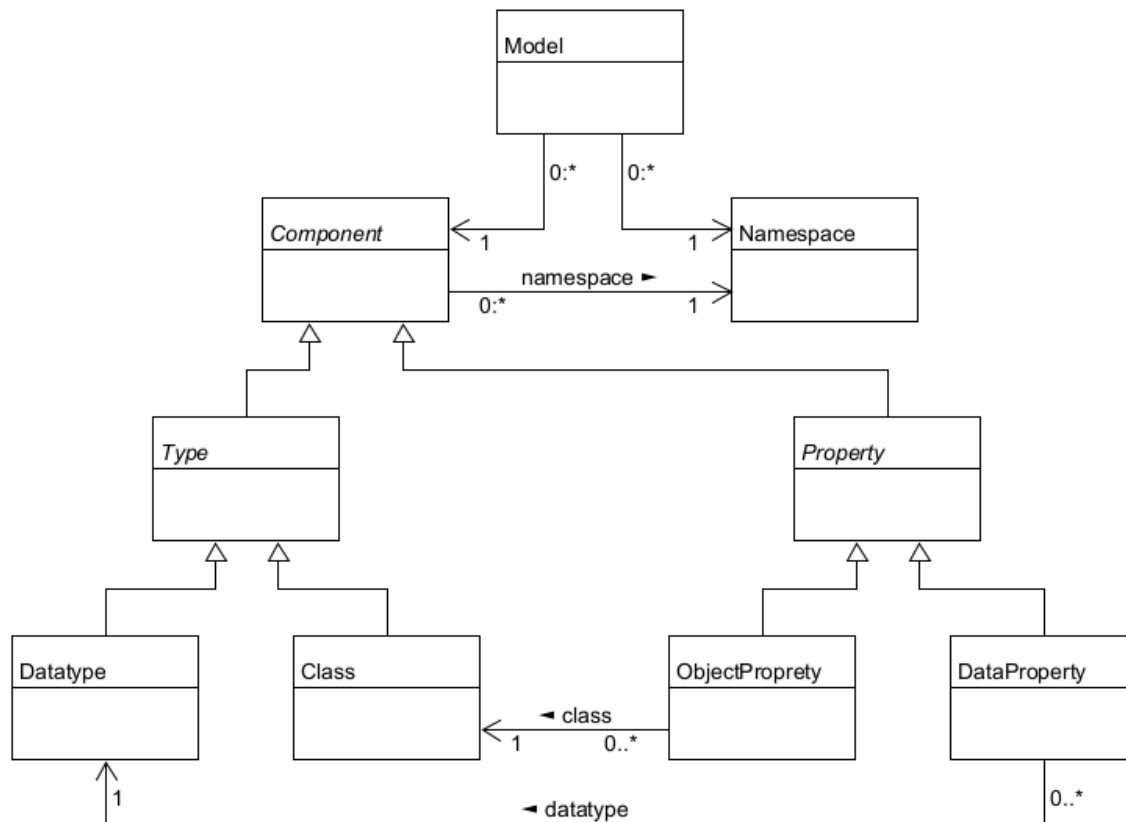 Model
0:*
0:*
Component
1
1
Namespace
namespace ►
0:*
1
Type
Property
Datatype
Class
ObjectProprety
DataProperty
◄ class
1
0..*
1
◄ datatype
0..*